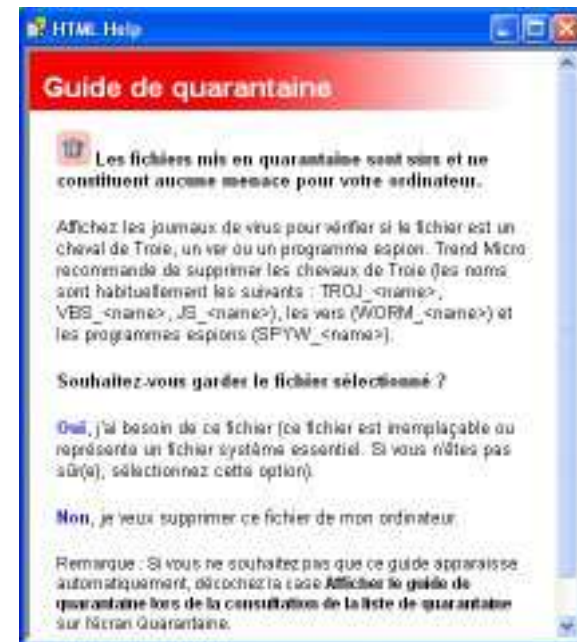 HTML Help
Guide de quarantaine
Les fichiers mis en quarantaine sont sûrs et ne
constituent aucune menace pour votre ordinateur.
Affichez les journaux de virus pour vérifier si le fichier est un
cheval de Troie, un ver ou un programme espion. Trend Micro
recommande de supprimer les chevaux de Troie (les noms
sont habituellement les suivants : TROJ_<name>,
VBS_<name>, JS_<name>), les vers (WORM_<name>) et
les programmes espions (SPYW_<name>).
Souhaitez-vous garder le fichier sélectionné ?
Oui, j'ai besoin de ce fichier (ce fichier est irremplaçable ou
représente un fichier système essentiel. Si vous n'êtes pas
sûr(e), sélectionnez cette option).
Non, je veux supprimer ce fichier de mon ordinateur.
Remarque : Si vous ne souhaitez pas que ce guide apparaisse
automatiquement, décochez la case Afficher le guide de
quarantaine lors de la consultation de la liste de quarantaine
sur l'écran Quarantaine.